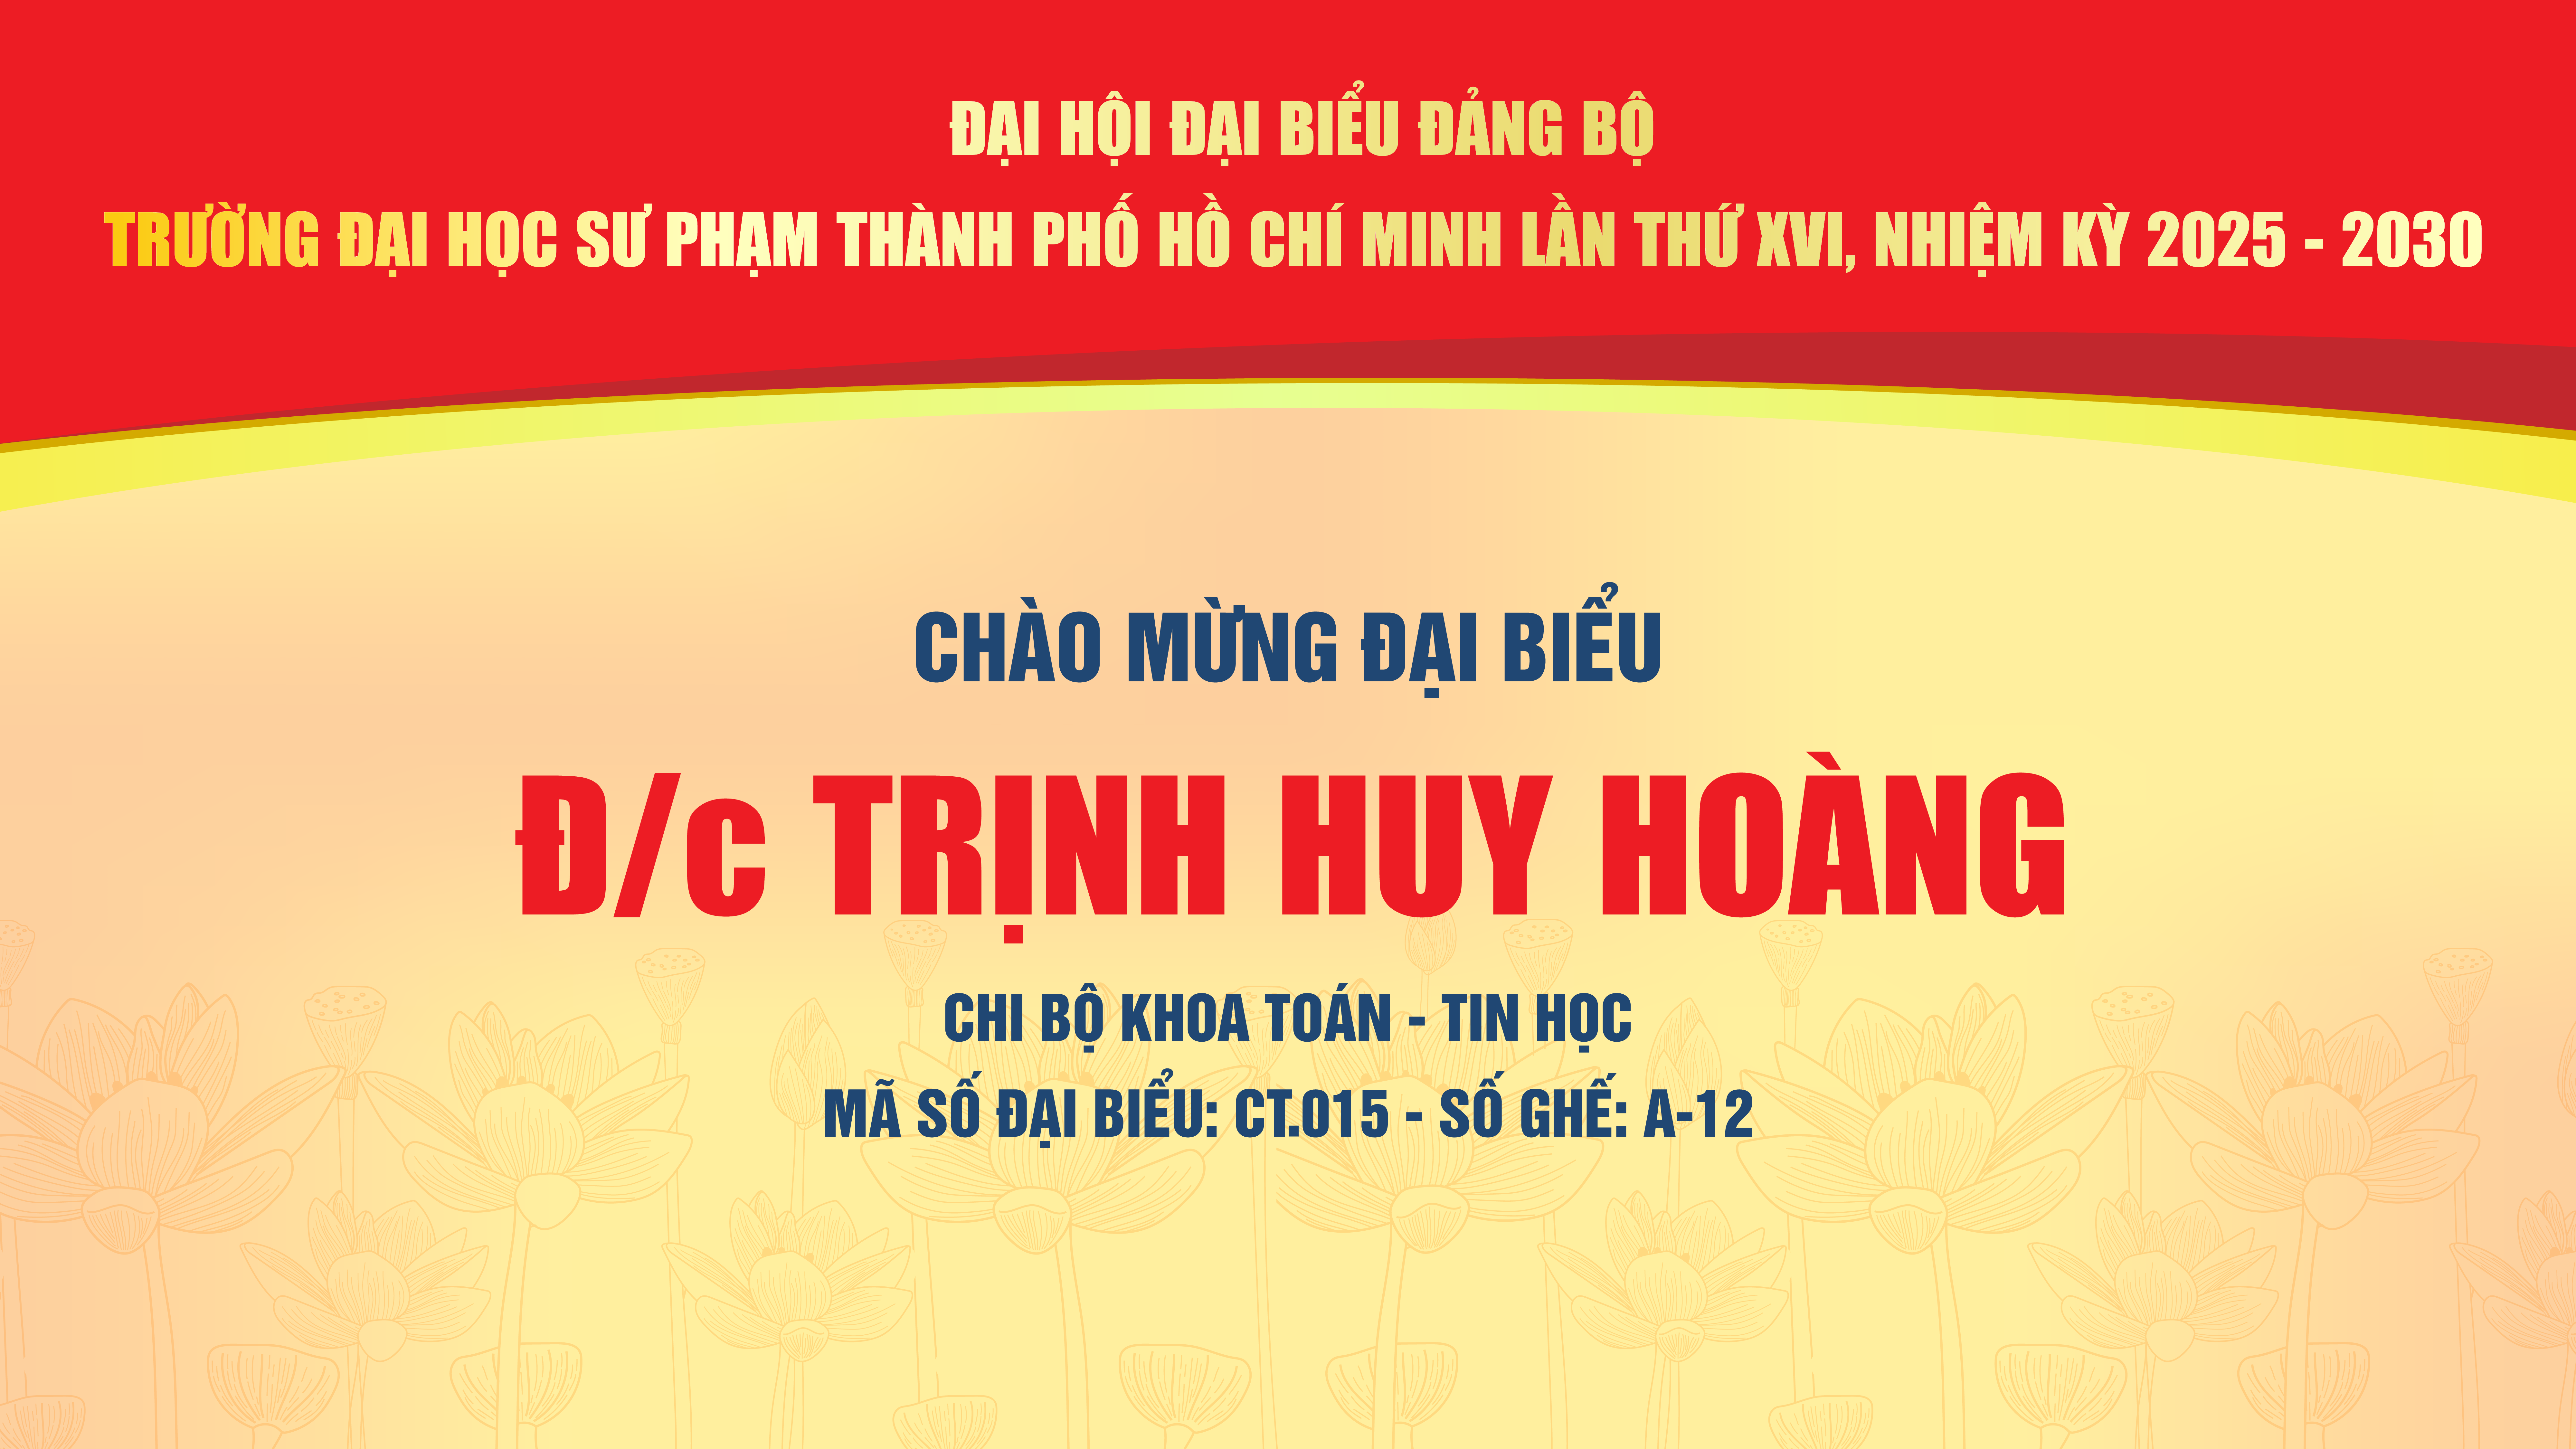 ĐẠI HỘI ĐẠI BIỂU ĐẢNG BỘ
TRƯỜNG ĐẠI HỌC SƯ PHẠM THÀNH PHỐ HỒ CHÍ MINH LẦN THỨ XVI, NHIỆM KỲ 2025 - 2030
CHÀO MỪNG ĐẠI BIỂU
Đ/c TRỊNH HUY HOÀNG
CHI BỘ KHOA TOÁN - TIN HỌC
MÃ SỐ ĐẠI BIỂU: CT.015 - SỐ GHẾ: A-12